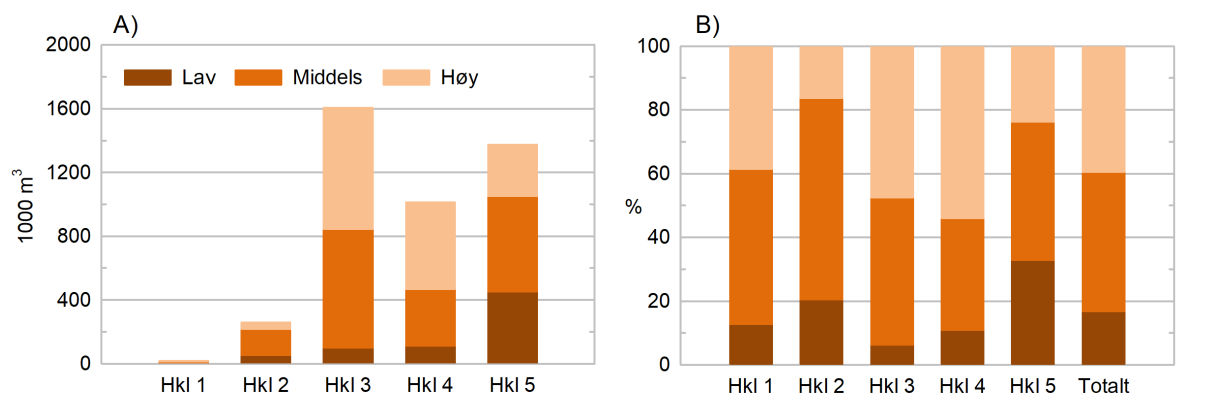 A)
2000
1600
1200
800
400
0
1000 m³
Lav Middels Høy
Hkl 1 Hkl 2 Hkl 3 Hkl 4 Hkl 5
B)
100
80
60
40
20
0
%
Hkl 1 Hkl 2 Hkl 3 Hkl 4 Hkl 5 Totalt